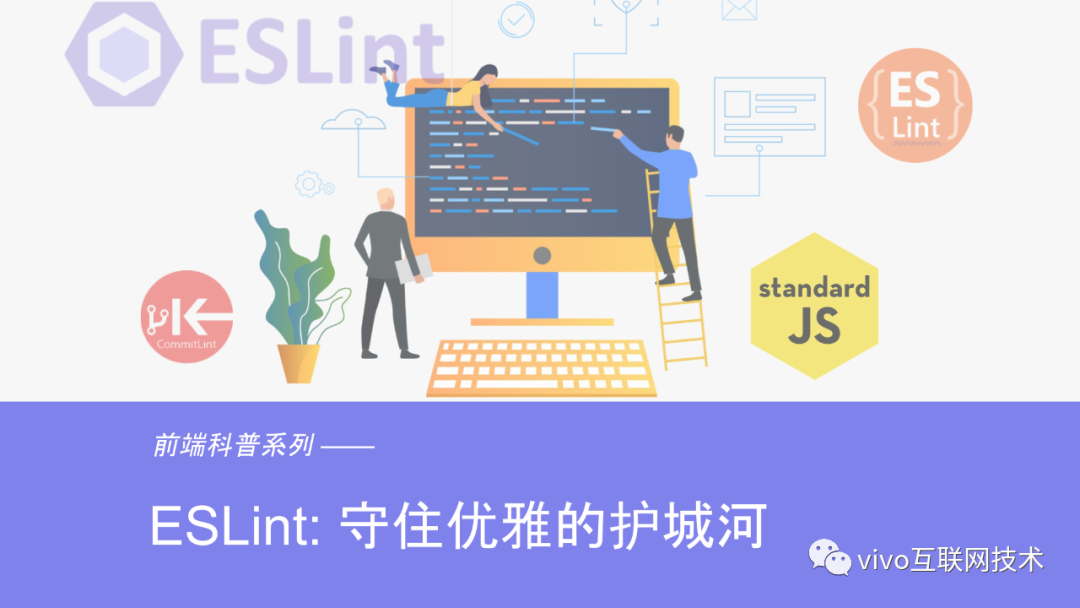 ESLint
ES
Lint
CommitLint
standard
JS
前端科普系列 ——
ESLint: 守住优雅的护城河
vivo互联网技术